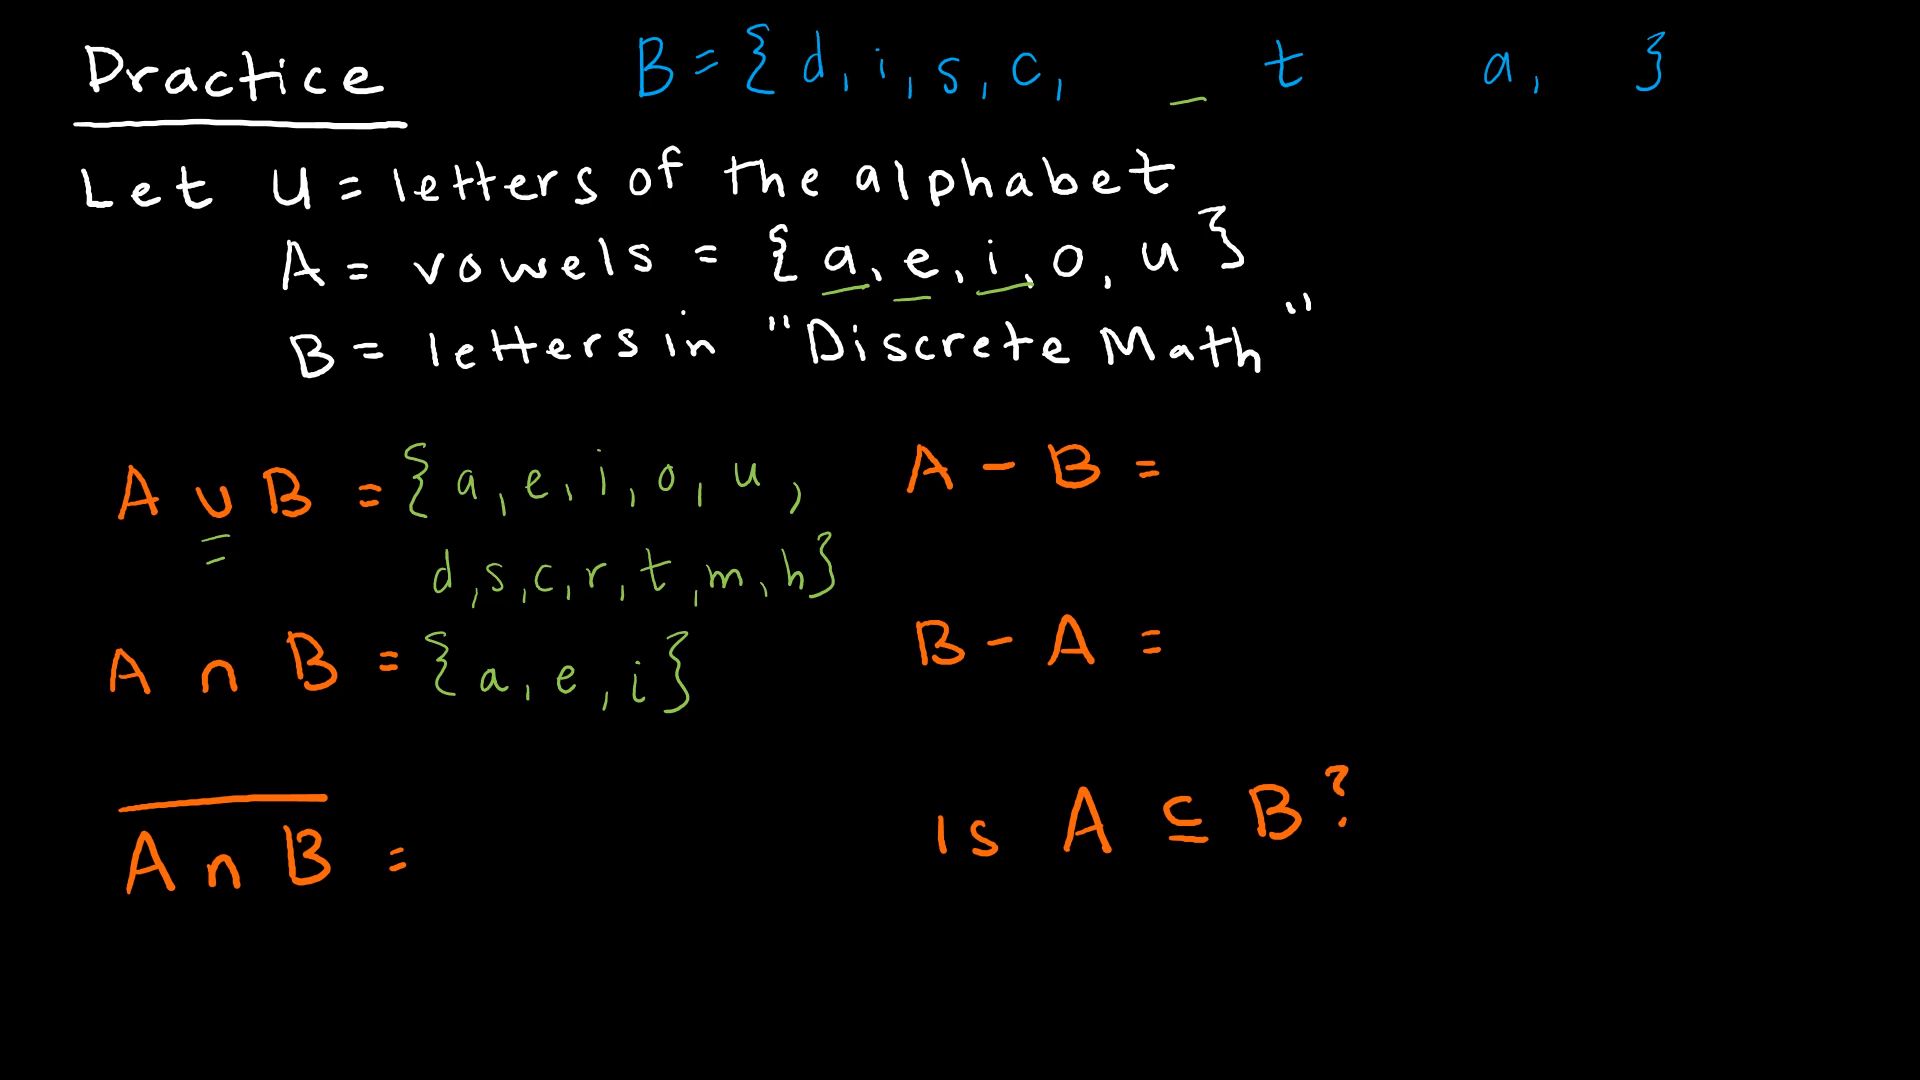 Practice
B = {d, i, s, c, _ t a, }
Let U = letters of the alphabet
A = vowels = {a, e, i, o, u}
B = letters in "Discrete Math"
A ∪ B = {a, e, i, o, u,
d, s, c, r, t, m, h}
A ∩ B = {a, e, i}
A̅ ̅∩̅ ̅B̅ =
A - B =
B - A =
Is A ⊆ B?